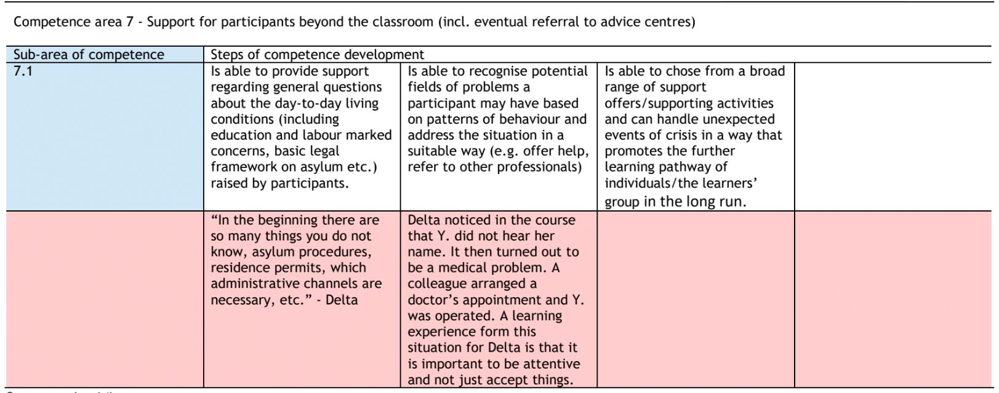 Competence area 7 - Support for participants beyond the classroom (incl. eventual referral to advice centres)
Sub-area of competence
Steps of competence development
7.1
Is able to provide support
regarding general questions
about the day-to-day living
conditions (including
education and labour marked
concerns, basic legal
framework on asylum etc.)
raised by participants.
Is able to recognise potential
fields of problems a
participant may have based
on patterns of behaviour and
address the situation in a
suitable way (e.g. offer help,
refer to other professionals)
Is able to chose from a broad
range of support
offers/supporting activities
and can handle unexpected
events of crisis in a way that
promotes the further
learning pathway of
individuals/the learners’
group in the long run.
“In the beginning there are
so many things you do not
know, asylum procedures,
residence permits, which
administrative channels are
necessary, etc.” - Delta
Delta noticed in the course
that Y. did not hear her
name. It then turned out to
be a medical problem. A
colleague arranged a
doctor’s appointment and Y.
was operated. A learning
experience form this
situation for Delta is that it
is important to be attentive
and not just accept things.